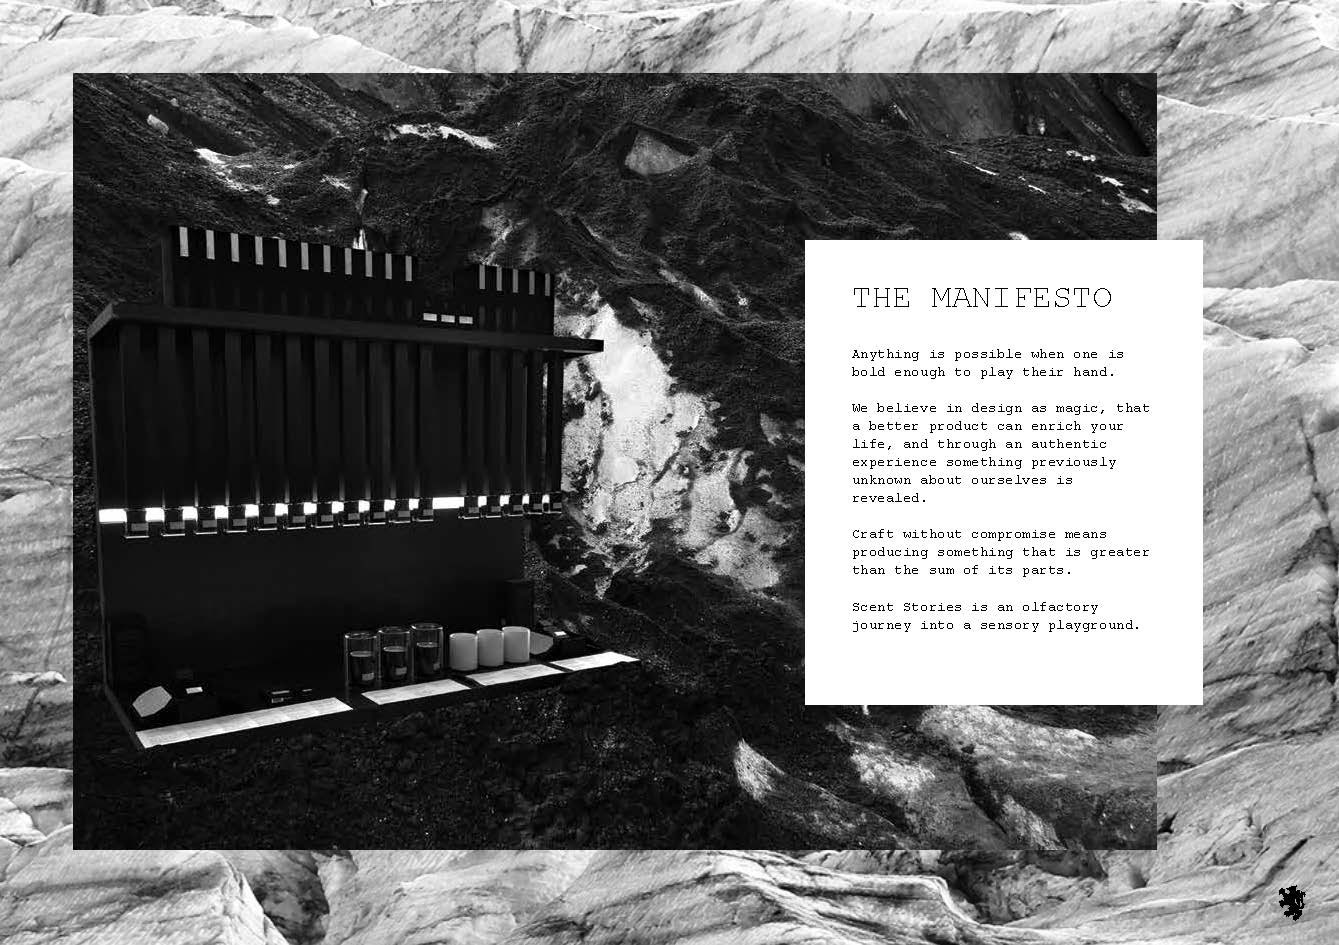 THE MANIFESTO
Anything is possible when one is
bold enough to play their hand.
We believe in design as magic, that
a better product can enrich your
life, and through an authentic
experience something previously
unknown about ourselves is
revealed.
Craft without compromise means
producing something that is greater
than the sum of its parts.
Scent Stories is an olfactory
journey into a sensory playground.